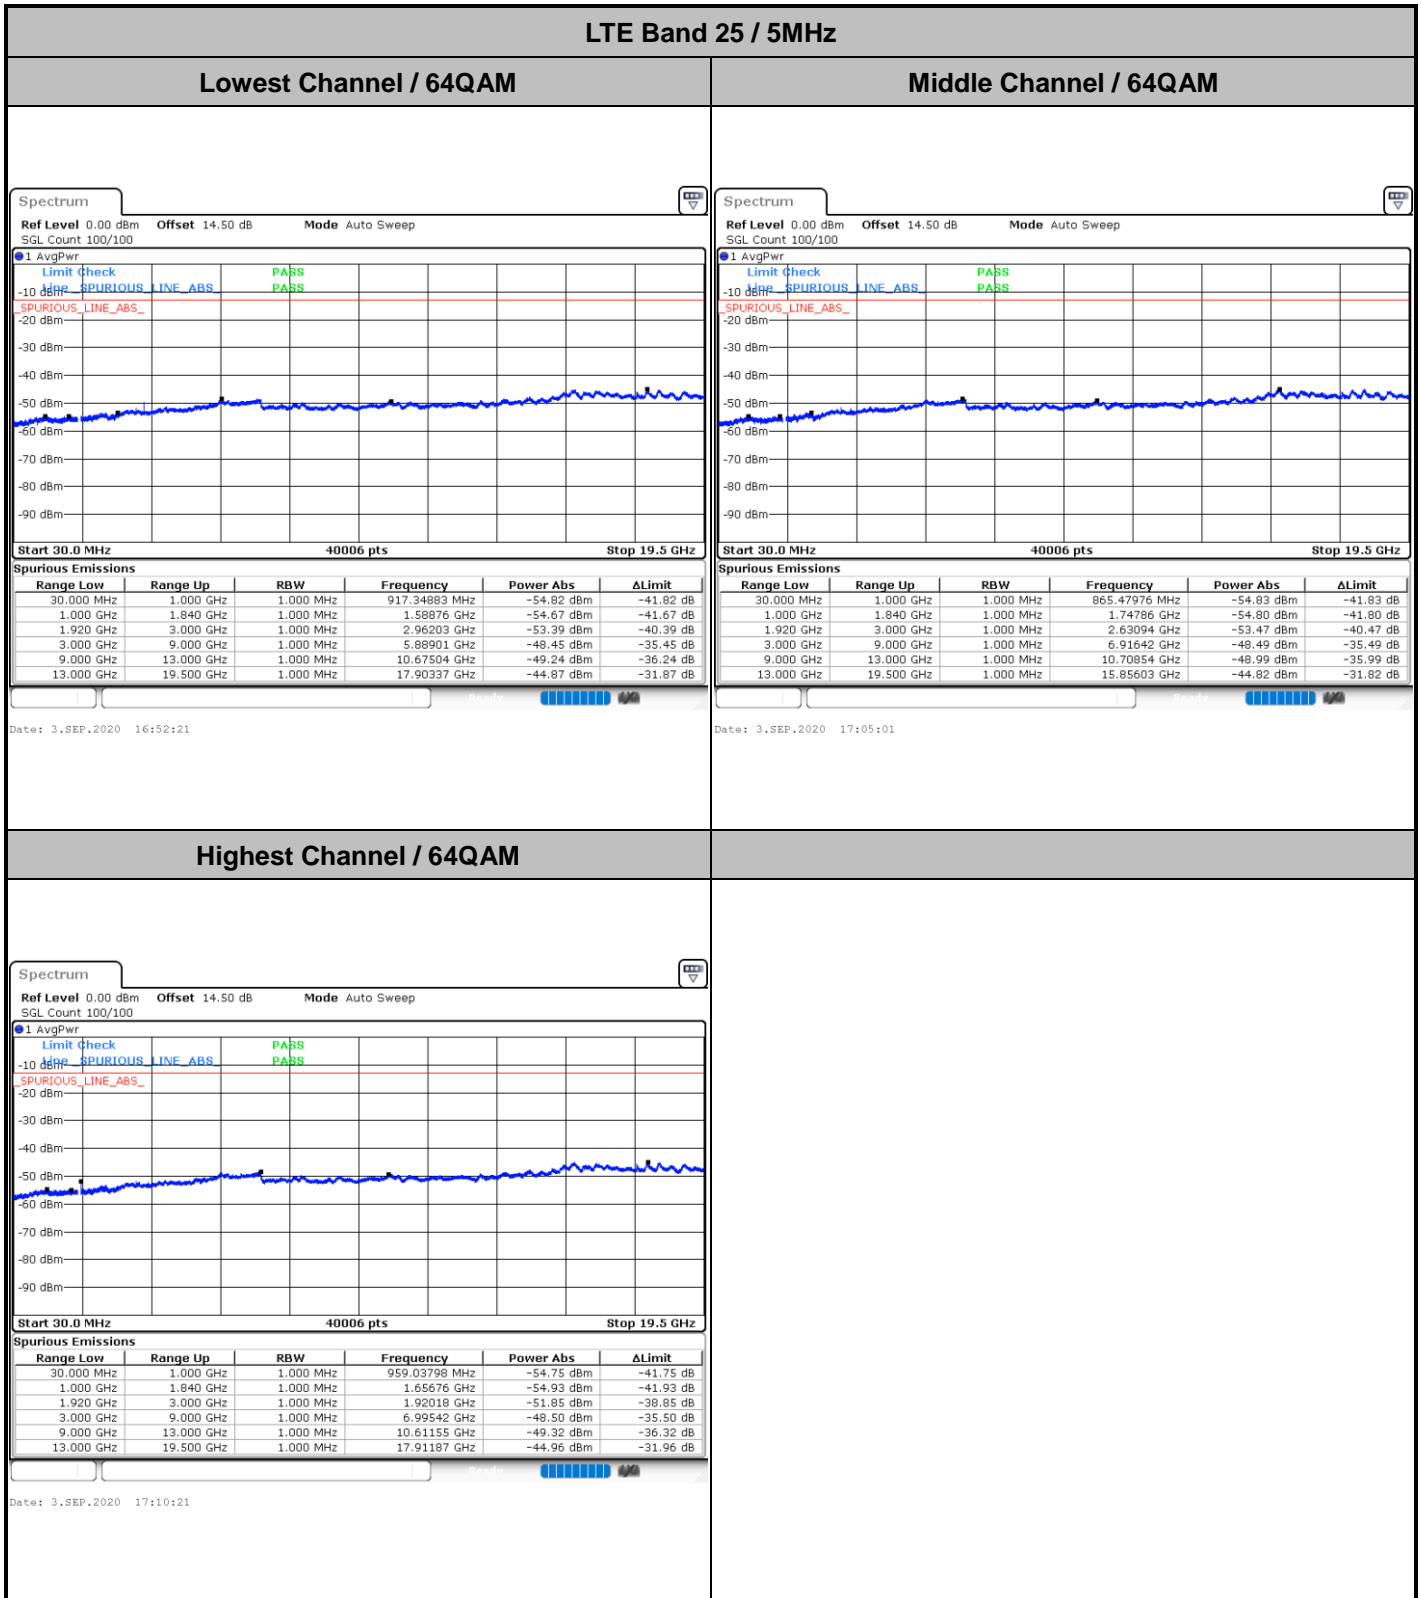 LTE Band 25 / 5MHz
Lowest Channel / 64QAM
Middle Channel / 64QAM
Spectrum
Ref Level 0.00 dBm Offset 14.50 dB Mode Auto Sweep
SGL Count 100/100
1 AvgPwr
Limit Check PASS
Line _SPURIOUS_LINE_ABS_ PASS
-10 dBm
_SPURIOUS_LINE_ABS_
-20 dBm
-30 dBm
-40 dBm
-50 dBm
-60 dBm
-70 dBm
-80 dBm
-90 dBm
Start 30.0 MHz 40006 pts Stop 19.5 GHz
Spurious Emissions
Range Low Range Up RBW Frequency Power Abs ΔLimit
30.000 MHz 1.000 GHz 1.000 MHz 917.34883 MHz -54.82 dBm -41.82 dB
1.000 GHz 1.840 GHz 1.000 MHz 1.58876 GHz -54.67 dBm -41.67 dB
1.920 GHz 3.000 GHz 1.000 MHz 2.96203 GHz -53.39 dBm -40.39 dB
3.000 GHz 9.000 GHz 1.000 MHz 5.88901 GHz -48.45 dBm -35.45 dB
9.000 GHz 13.000 GHz 1.000 MHz 10.67504 GHz -49.24 dBm -36.24 dB
13.000 GHz 19.500 GHz 1.000 MHz 17.90337 GHz -44.87 dBm -31.87 dB
Ready
Date: 3.SEP.2020 16:52:21
Spectrum
Ref Level 0.00 dBm Offset 14.50 dB Mode Auto Sweep
SGL Count 100/100
1 AvgPwr
Limit Check PASS
Line _SPURIOUS_LINE_ABS_ PASS
-10 dBm
_SPURIOUS_LINE_ABS_
-20 dBm
-30 dBm
-40 dBm
-50 dBm
-60 dBm
-70 dBm
-80 dBm
-90 dBm
Start 30.0 MHz 40006 pts Stop 19.5 GHz
Spurious Emissions
Range Low Range Up RBW Frequency Power Abs ΔLimit
30.000 MHz 1.000 GHz 1.000 MHz 865.47976 MHz -54.83 dBm -41.83 dB
1.000 GHz 1.840 GHz 1.000 MHz 1.74786 GHz -54.80 dBm -41.80 dB
1.920 GHz 3.000 GHz 1.000 MHz 2.63094 GHz -53.47 dBm -40.47 dB
3.000 GHz 9.000 GHz 1.000 MHz 6.91642 GHz -48.49 dBm -35.49 dB
9.000 GHz 13.000 GHz 1.000 MHz 10.70854 GHz -48.99 dBm -35.99 dB
13.000 GHz 19.500 GHz 1.000 MHz 15.85603 GHz -44.82 dBm -31.82 dB
Ready
Date: 3.SEP.2020 17:05:01
Highest Channel / 64QAM
Spectrum
Ref Level 0.00 dBm Offset 14.50 dB Mode Auto Sweep
SGL Count 100/100
1 AvgPwr
Limit Check PASS
Line _SPURIOUS_LINE_ABS_ PASS
-10 dBm
_SPURIOUS_LINE_ABS_
-20 dBm
-30 dBm
-40 dBm
-50 dBm
-60 dBm
-70 dBm
-80 dBm
-90 dBm
Start 30.0 MHz 40006 pts Stop 19.5 GHz
Spurious Emissions
Range Low Range Up RBW Frequency Power Abs ΔLimit
30.000 MHz 1.000 GHz 1.000 MHz 959.03798 MHz -54.75 dBm -41.75 dB
1.000 GHz 1.840 GHz 1.000 MHz 1.65676 GHz -54.93 dBm -41.93 dB
1.920 GHz 3.000 GHz 1.000 MHz 1.92018 GHz -51.85 dBm -38.85 dB
3.000 GHz 9.000 GHz 1.000 MHz 6.99542 GHz -48.50 dBm -35.50 dB
9.000 GHz 13.000 GHz 1.000 MHz 10.61155 GHz -49.32 dBm -36.32 dB
13.000 GHz 19.500 GHz 1.000 MHz 17.91187 GHz -44.96 dBm -31.96 dB
Ready
Date: 3.SEP.2020 17:10:21